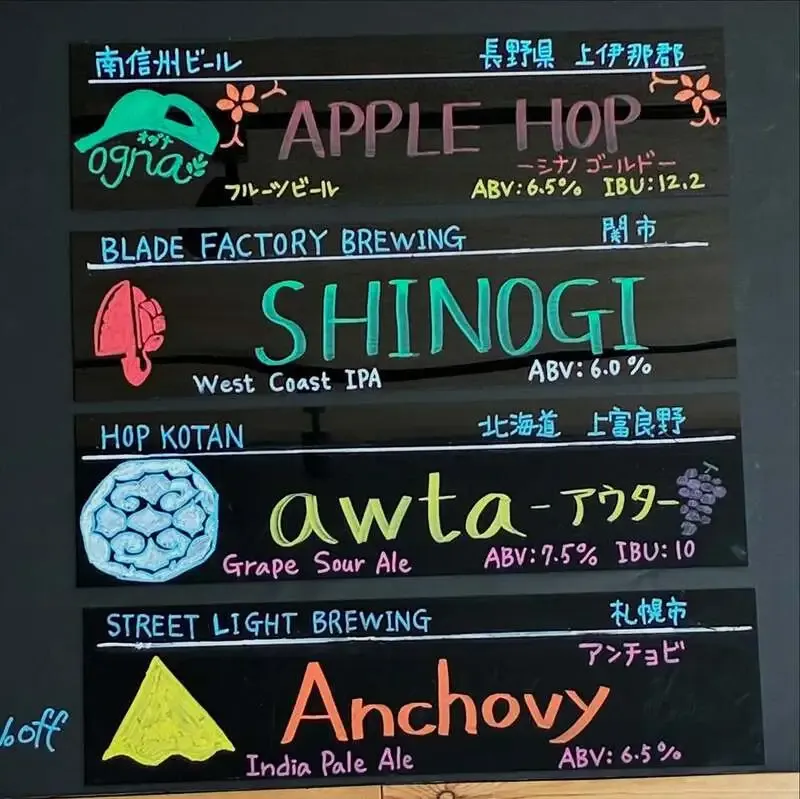 南信州ビール 長野県 上伊那郡
オグナ
ogna
APPLE HOP
ーシナノ ゴールドー
フルーツビール ABV:6.5% IBU:12.2
BLADE FACTORY BREWING 関市
SHINOGI
West Coast IPA ABV:6.0%
HOP KOTAN 北海道 上富良野
awta-アウター
Grape Sour Ale ABV:7.5% IBU:10
STREET LIGHT BREWING 札幌市
アンチョビ
Anchovy
India Pale Ale ABV:6.5%
%off